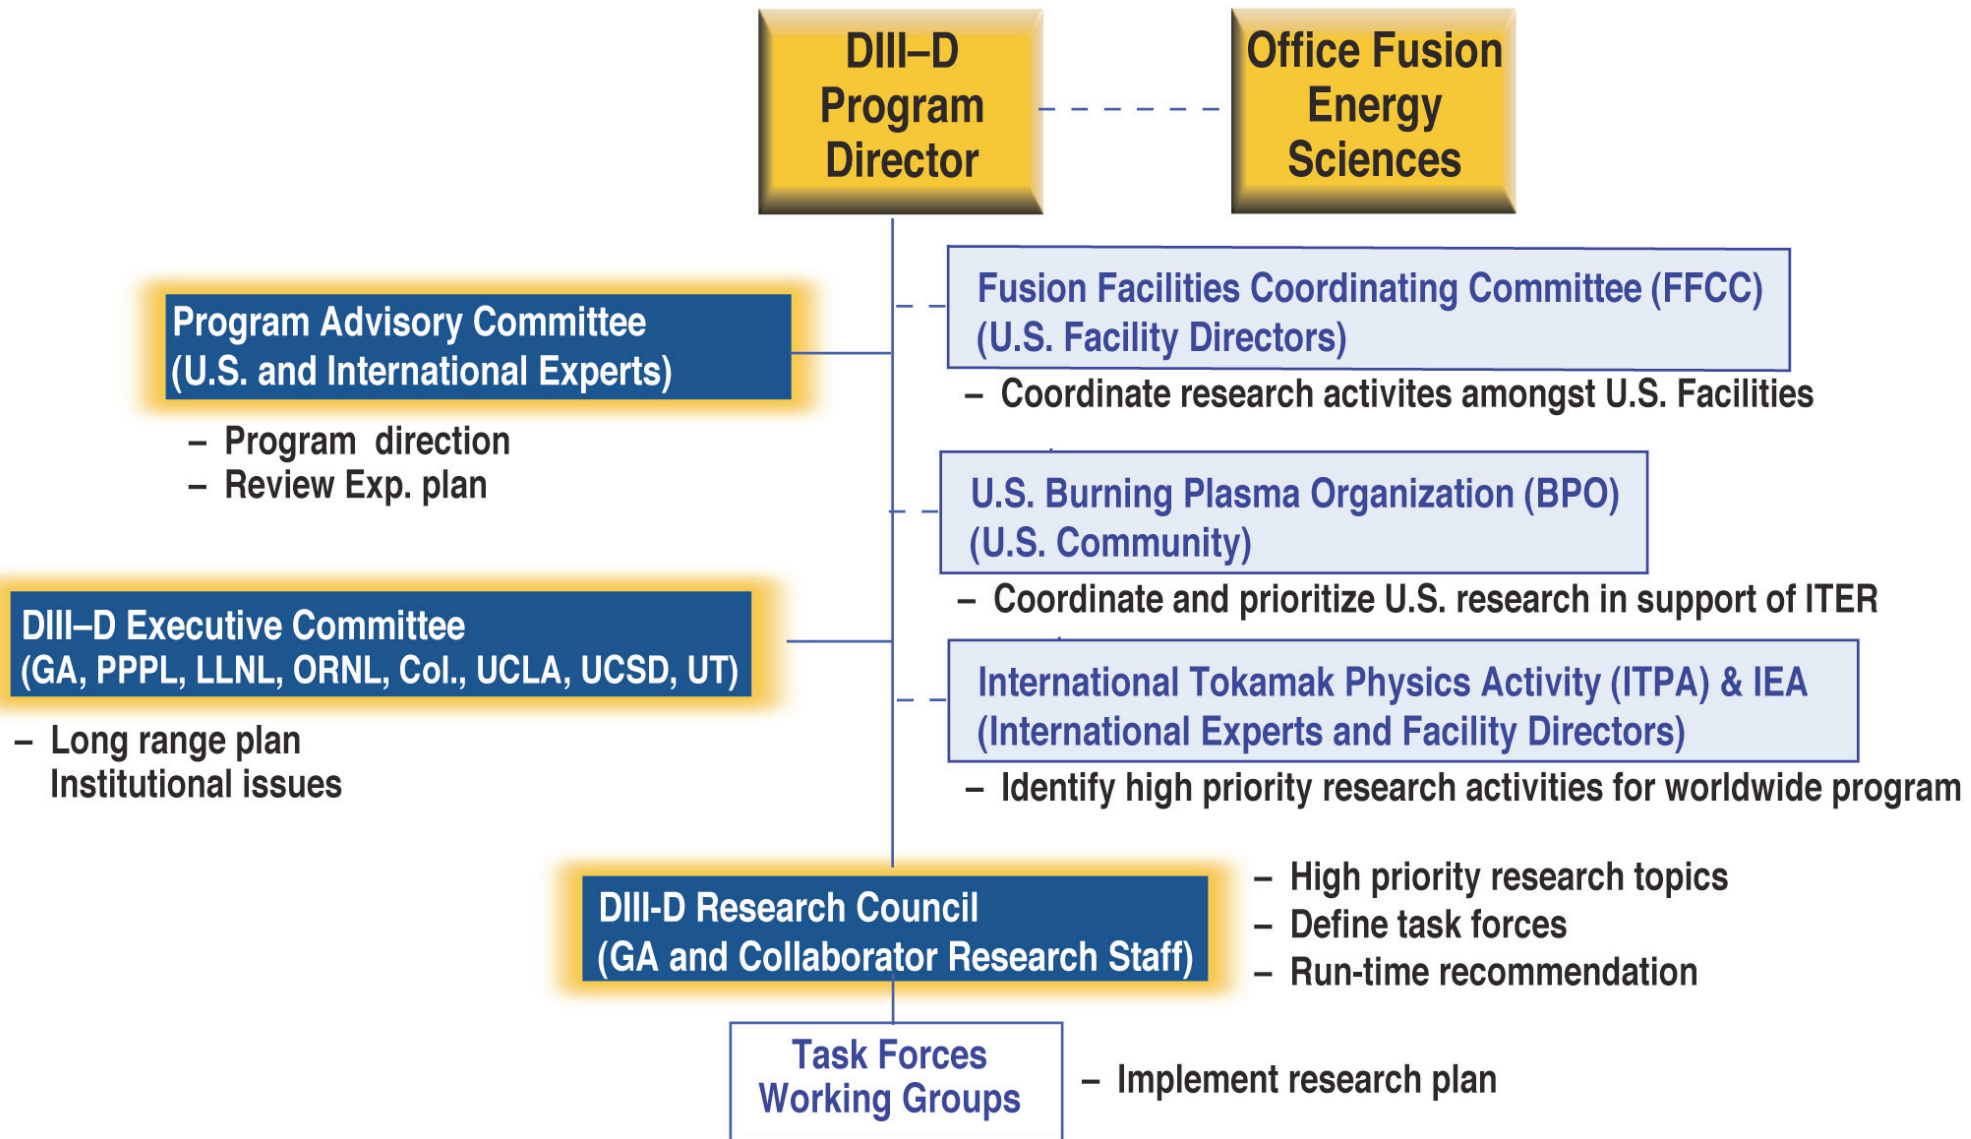 DIII–D
Program
Director
Office Fusion
Energy
Sciences
Program Advisory Committee
(U.S. and International Experts)
– Program direction
– Review Exp. plan
Fusion Facilities Coordinating Committee (FFCC)
(U.S. Facility Directors)
– Coordinate research activites amongst U.S. Facilities
U.S. Burning Plasma Organization (BPO)
(U.S. Community)
– Coordinate and prioritize U.S. research in support of ITER
DIII–D Executive Committee
(GA, PPPL, LLNL, ORNL, Col., UCLA, UCSD, UT)
– Long range plan
Institutional issues
International Tokamak Physics Activity (ITPA) & IEA
(International Experts and Facility Directors)
– Identify high priority research activities for worldwide program
DIII-D Research Council
(GA and Collaborator Research Staff)
– High priority research topics
– Define task forces
– Run-time recommendation
Task Forces
Working Groups
– Implement research plan